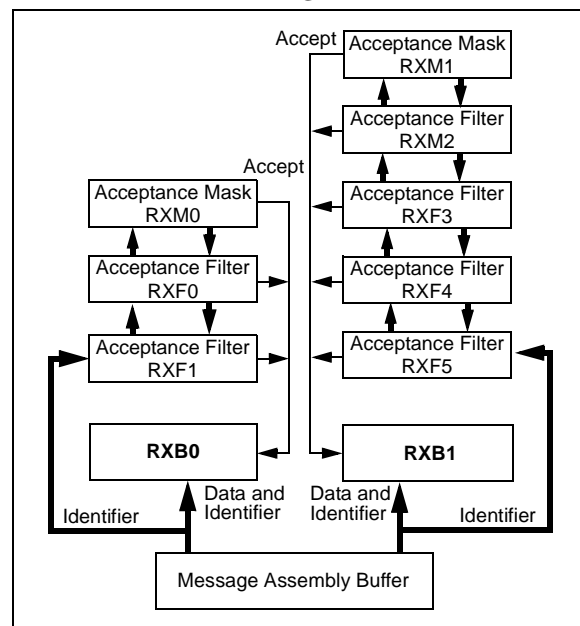 Accept
Acceptance Mask
RXM1
Acceptance Filter
RXM2
Accept
Acceptance Mask
RXM0
Acceptance Filter
RXF3
Acceptance Filter
RXF0
Acceptance Filter
RXF4
Acceptance Filter
RXF1
Acceptance Filter
RXF5
RXB0
RXB1
Identifier
Data and
Identifier
Data and
Identifier
Identifier
Message Assembly Buffer